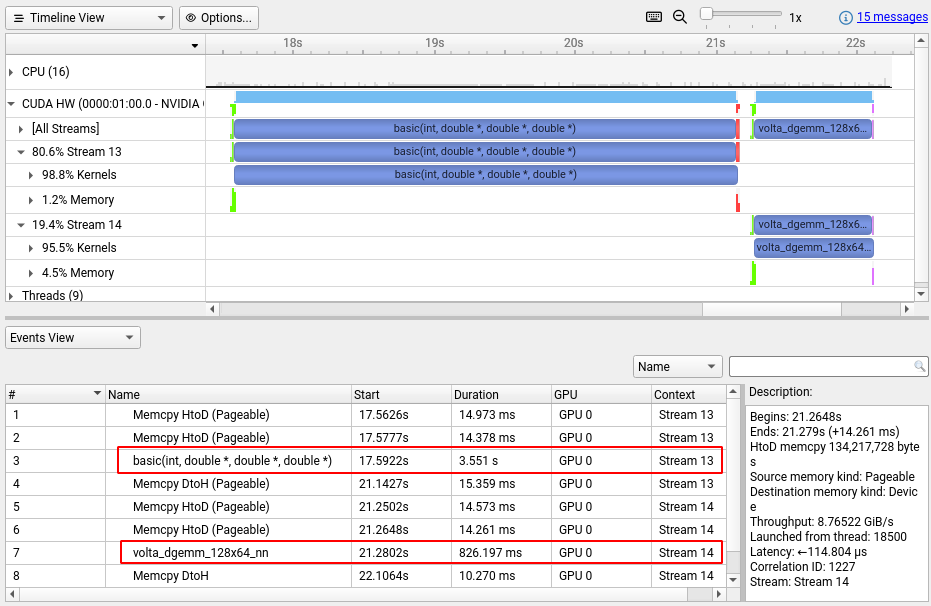 Timeline View
Options...
1x
15 messages
18s 19s 20s 21s 22s
CPU (16)
CUDA HW (0000:01:00.0 - NVIDIA
[All Streams]
basic(int, double *, double *, double *)
volta_dgemm_128x6...
80.6% Stream 13
basic(int, double *, double *, double *)
98.8% Kernels
basic(int, double *, double *, double *)
1.2% Memory
19.4% Stream 14
volta_dgemm_128x6...
95.5% Kernels
volta_dgemm_128x64...
4.5% Memory
Threads (9)
Events View
Name
# Name Start Duration GPU Context
1 Memcpy HtoD (Pageable) 17.5626s 14.973 ms GPU 0 Stream 13
2 Memcpy HtoD (Pageable) 17.5777s 14.378 ms GPU 0 Stream 13
3 basic(int, double *, double *, double *) 17.5922s 3.551 s GPU 0 Stream 13
4 Memcpy DtoH (Pageable) 21.1427s 15.359 ms GPU 0 Stream 13
5 Memcpy HtoD (Pageable) 21.2502s 14.573 ms GPU 0 Stream 14
6 Memcpy HtoD (Pageable) 21.2648s 14.261 ms GPU 0 Stream 14
7 volta_dgemm_128x64_nn 21.2802s 826.197 ms GPU 0 Stream 14
8 Memcpy DtoH 22.1064s 10.270 ms GPU 0 Stream 14
Description:
Begins: 21.2648s
Ends: 21.279s (+14.261 ms)
HtoD memcpy 134,217,728 byte
s
Source memory kind: Pageable
Destination memory kind: Devic
e
Throughput: 8.76522 GiB/s
Launched from thread: 18500
Latency: ←114.804 μs
Correlation ID: 1227
Stream: Stream 14